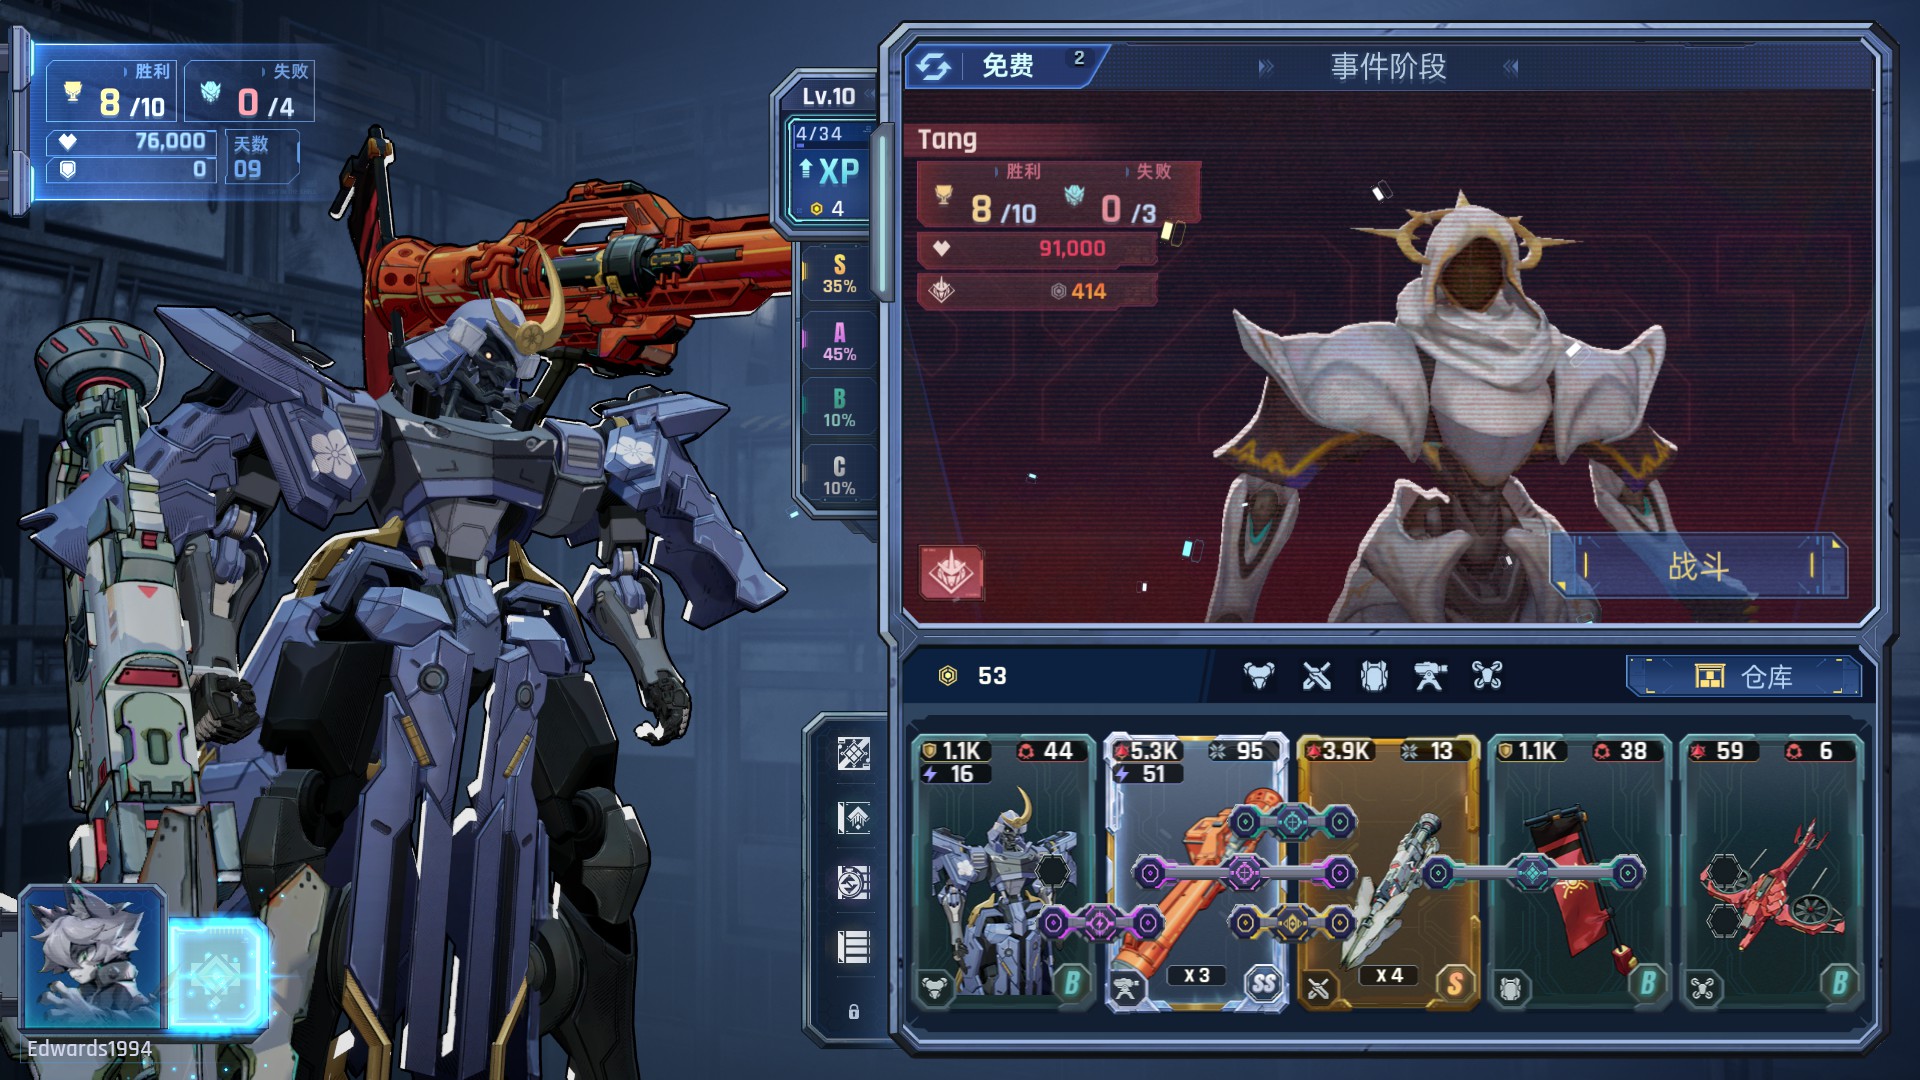 胜利
8 /10
失败
0 /4
76,000
0
天数
09
Edwards1994
Lv.10
4/34
XP
4
S
35%
A
45%
B
10%
C
10%
免费 2
事件阶段
Tang
胜利
8 /10
失败
0 /3
91,000
414
战斗
53
仓库
1.1K 44
16
B
5.3K 95
51
x 3
SS
3.9K 13
x 4
S
1.1K 38
B
59 6
B